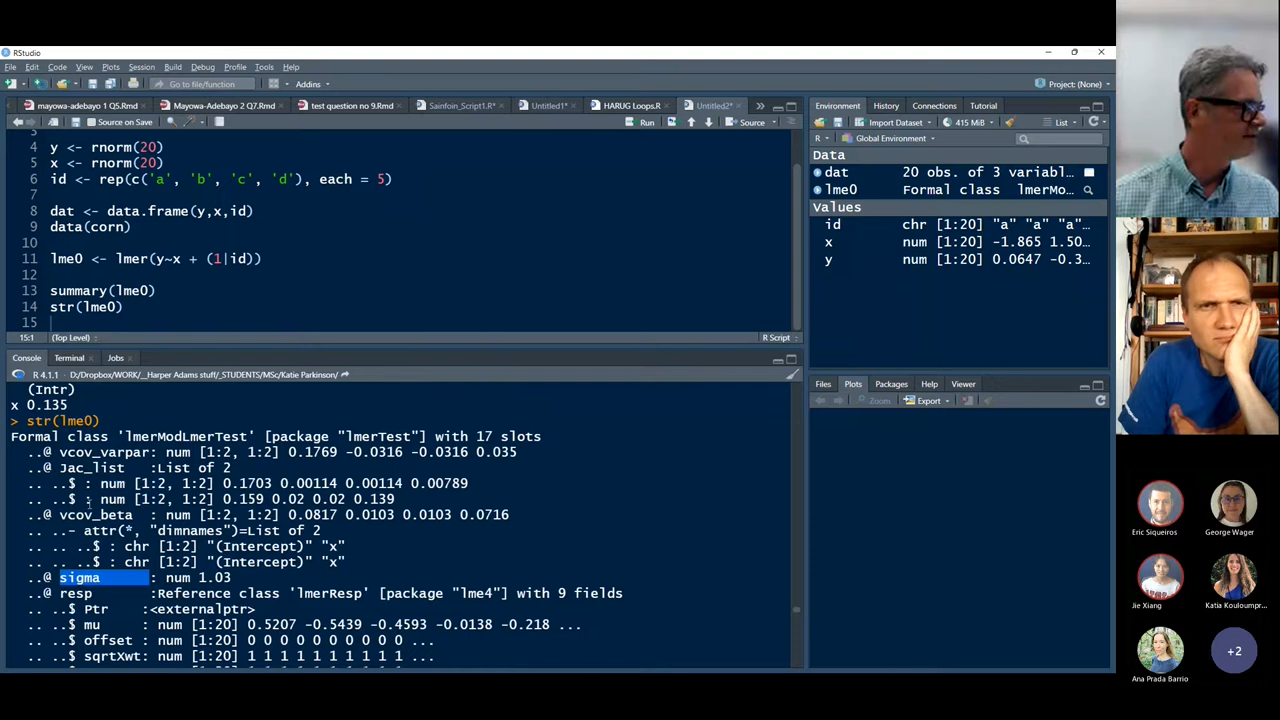 RStudio
File Edit Code View Plots Session Build Debug Profile Tools Help
Go to file/function Addins Project: (None)
mayowa-adebayo 1 Q5.Rmd Mayowa-Adebayo 2 Q7.Rmd test question no 9.Rmd Sainfoin_Script1.R* Untitled1* HARUG Loops.R Untitled2*
Source on Save Run Source
3
4 y <- rnorm(20)
5 x <- rnorm(20)
6 id <- rep(c('a', 'b', 'c', 'd'), each = 5)
7
8 dat <- data.frame(y,x,id)
9 data(corn)
10
11 lme0 <- lmer(y~x + (1|id))
12
13 summary(lme0)
14 str(lme0)
15
15:1 (Top Level) R Script
Console Terminal Jobs
R 4.1.1 · D:/Dropbox/WORK/__Harper Adams stuff/_STUDENTS/MSc/Katie Parkinson/
(Intr)
x 0.135
> str(lme0)
Formal class 'lmerModLmerTest' [package "lmerTest"] with 17 slots
..@ vcov_varpar: num [1:2, 1:2] 0.1769 -0.0316 -0.0316 0.035
..@ Jac_list :List of 2
.. ..$ : num [1:2, 1:2] 0.1703 0.00114 0.00114 0.00789
.. ..$ : num [1:2, 1:2] 0.159 0.02 0.02 0.139
..@ vcov_beta : num [1:2, 1:2] 0.0817 0.0103 0.0103 0.0716
.. ..- attr(*, "dimnames")=List of 2
.. .. ..$ : chr [1:2] "(Intercept)" "x"
.. .. ..$ : chr [1:2] "(Intercept)" "x"
..@ sigma : num 1.03
..@ resp :Reference class 'lmerResp' [package "lme4"] with 9 fields
.. ..$ Ptr :<externalptr>
.. ..$ mu : num [1:20] 0.5207 -0.5439 -0.4593 -0.0138 -0.218 ...
.. ..$ offset : num [1:20] 0 0 0 0 0 0 0 0 0 0 ...
.. ..$ sqrtXwt: num [1:20] 1 1 1 1 1 1 1 1 1 1 ...
Environment History Connections Tutorial
Import Dataset 415 MiB List
R Global Environment
Data
dat 20 obs. of 3 variabl…
lme0 Formal class lmerMo…
Values
id chr [1:20] "a" "a" "a"…
x num [1:20] -1.865 1.50…
y num [1:20] 0.0647 -0.3…
Files Plots Packages Help Viewer
Zoom Export
Eric Siqueiros George Wager
Jie Xiang Katia Kouloumpr...
Ana Prada Barrio +2